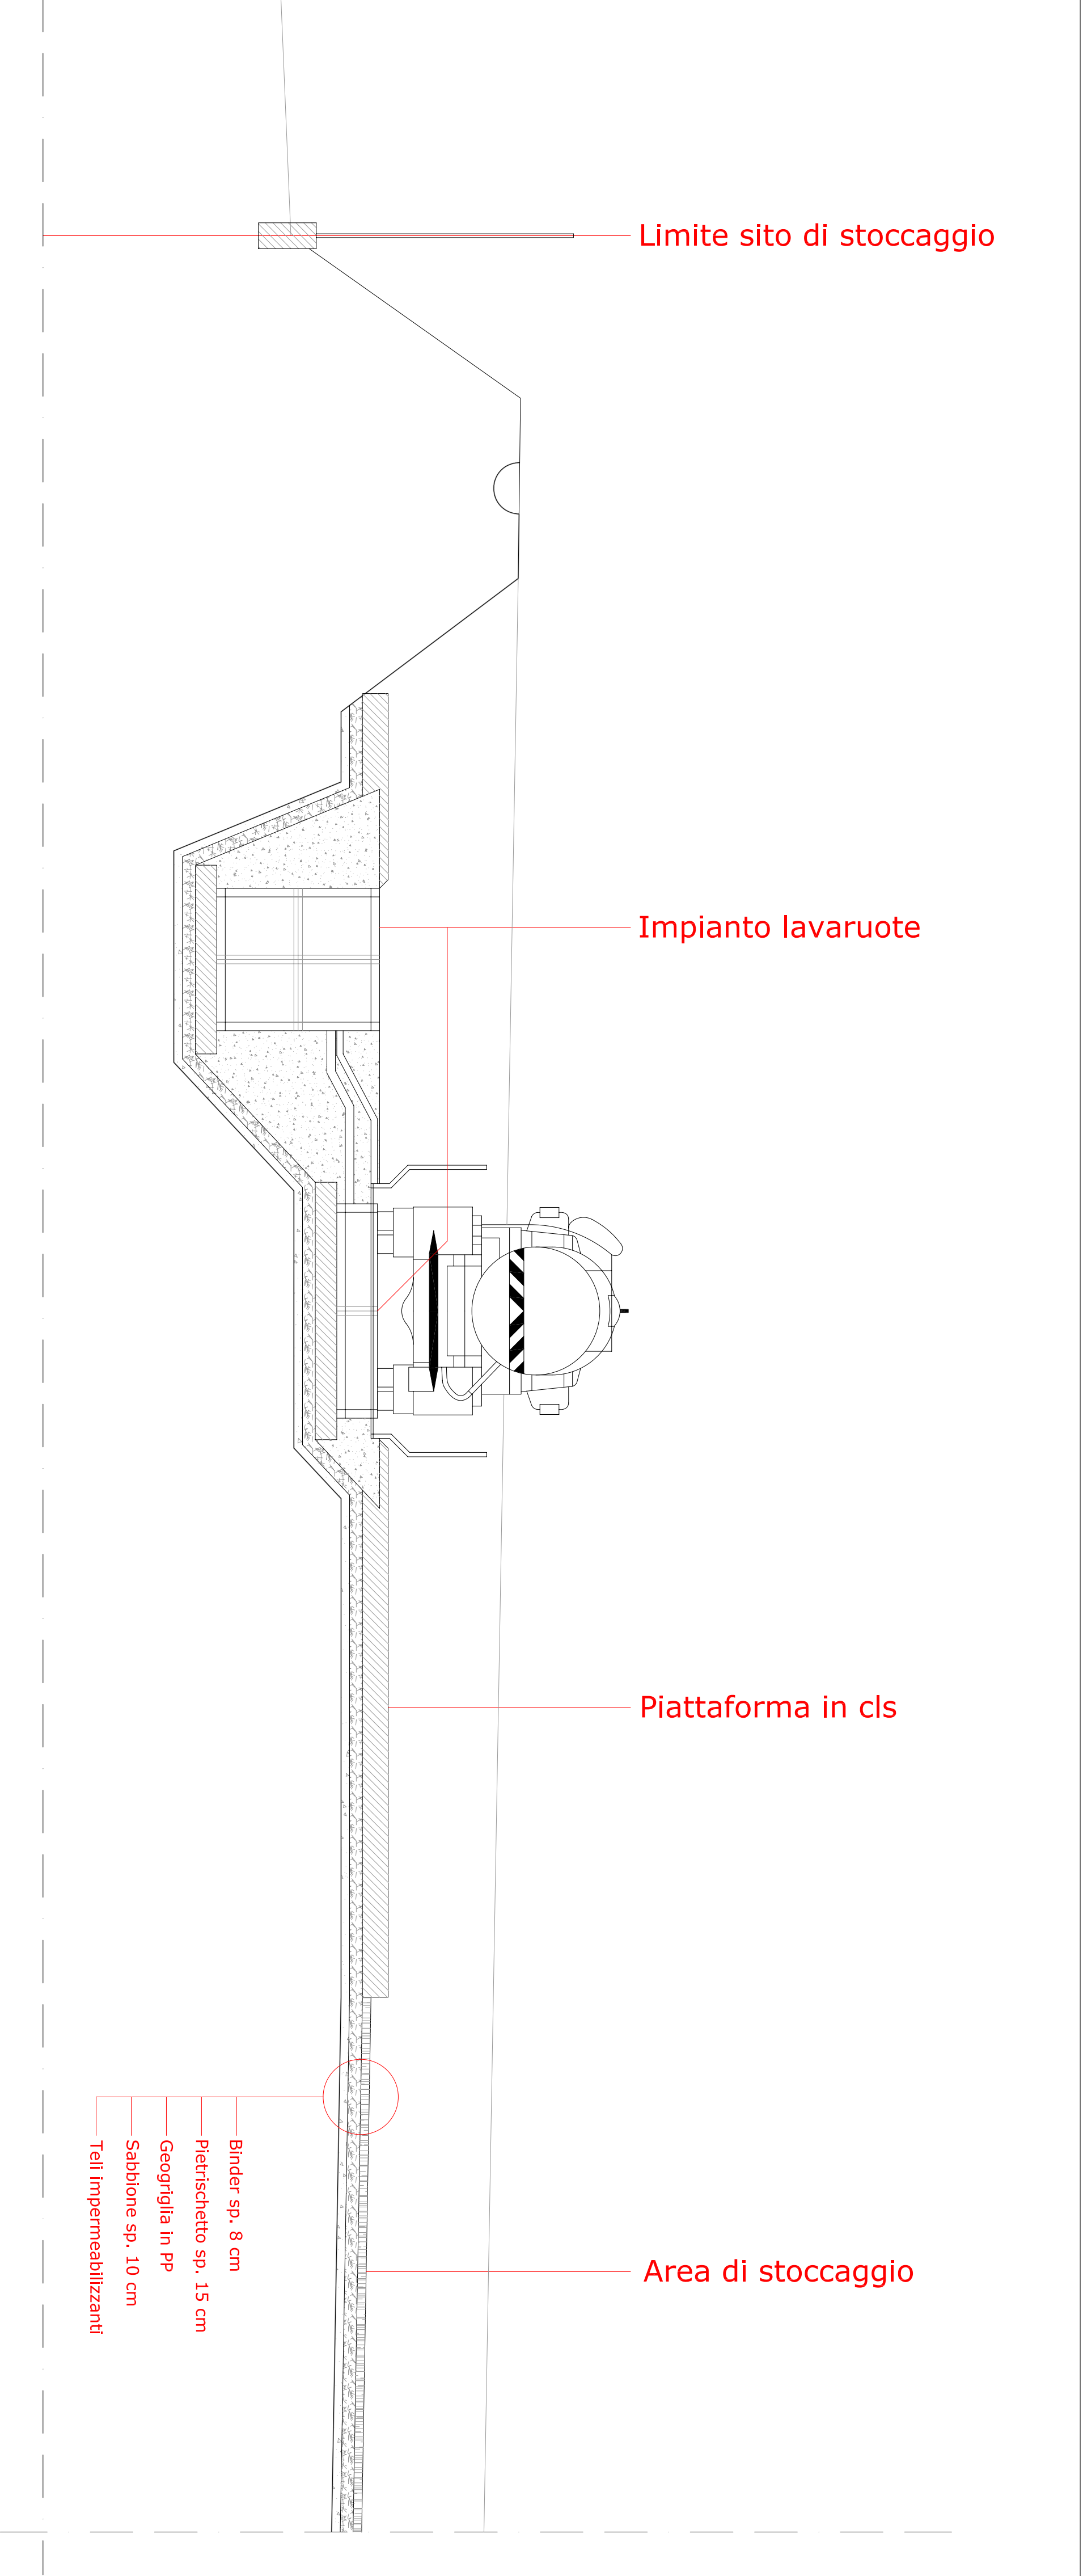 Limite sito di stoccaggio
Impianto lavaruote
Piattaforma in cls
Area di stoccaggio
Binder sp. 8 cm
Pietrischetto sp. 15 cm
Geogriglia in PP
Sabbione sp. 10 cm
Teli impermeabilizzanti